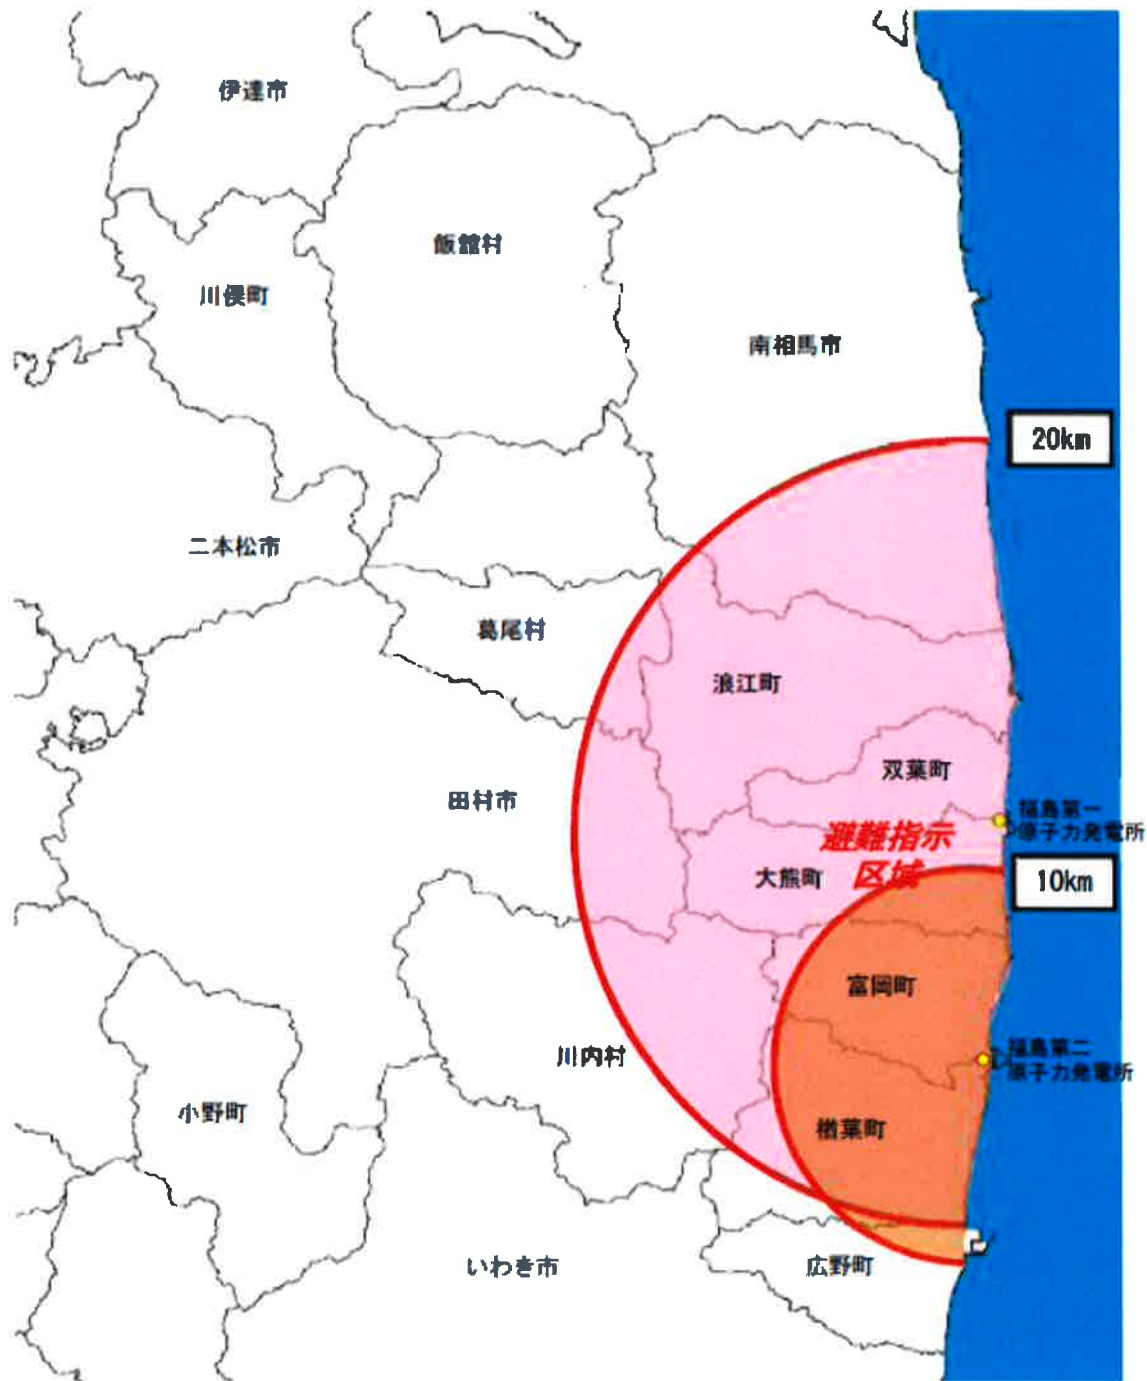 伊達市
飯舘村
川俣町
南相馬市
20km
二本松市
葛尾村
浪江町
双葉町
田村市
福島第一
原子力発電所
避難指示
区域
大熊町
10km
富岡町
川内村
福島第二
原子力発電所
小野町
楢葉町
いわき市
広野町